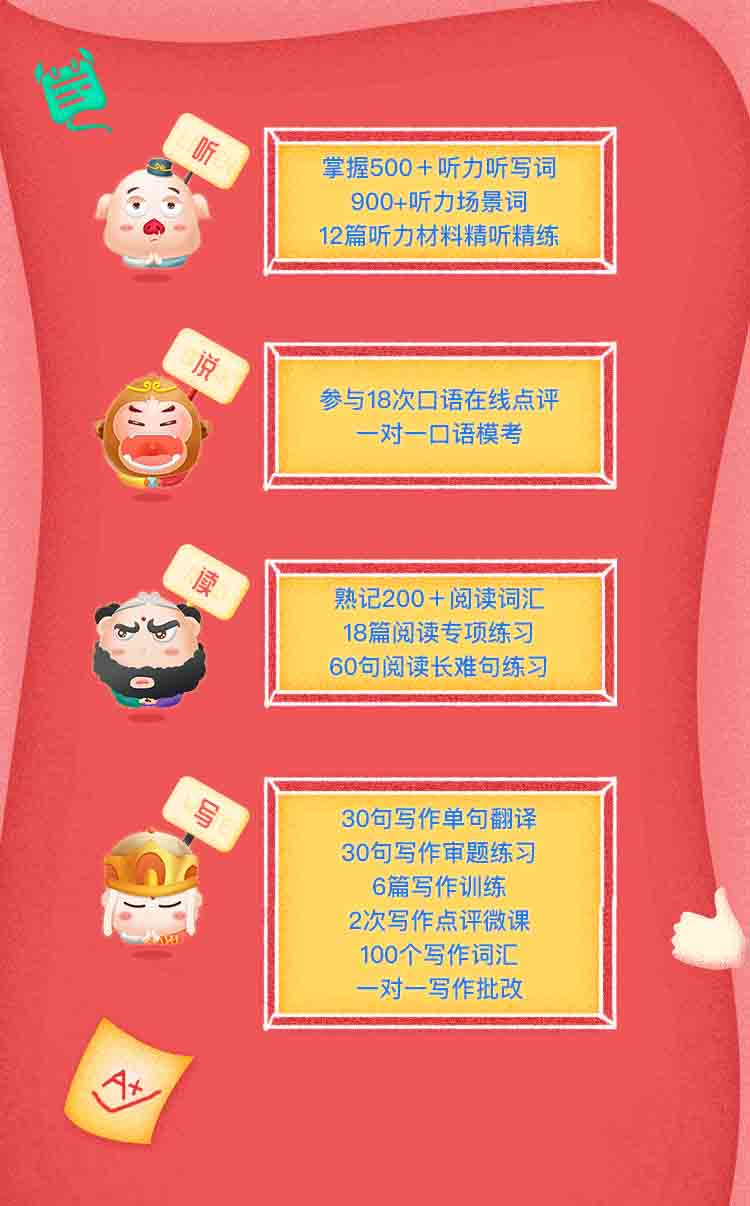 听
掌握500+听力听写词
900+听力场景词
12篇听力材料精听精练
说
参与18次口语在线点评
一对一口语模考
读
熟记200+阅读词汇
18篇阅读专项练习
60句阅读长难句练习
写
30句写作单句翻译
30句写作审题练习
6篇写作训练
2次写作点评微课
100个写作词汇
一对一写作批改
A+